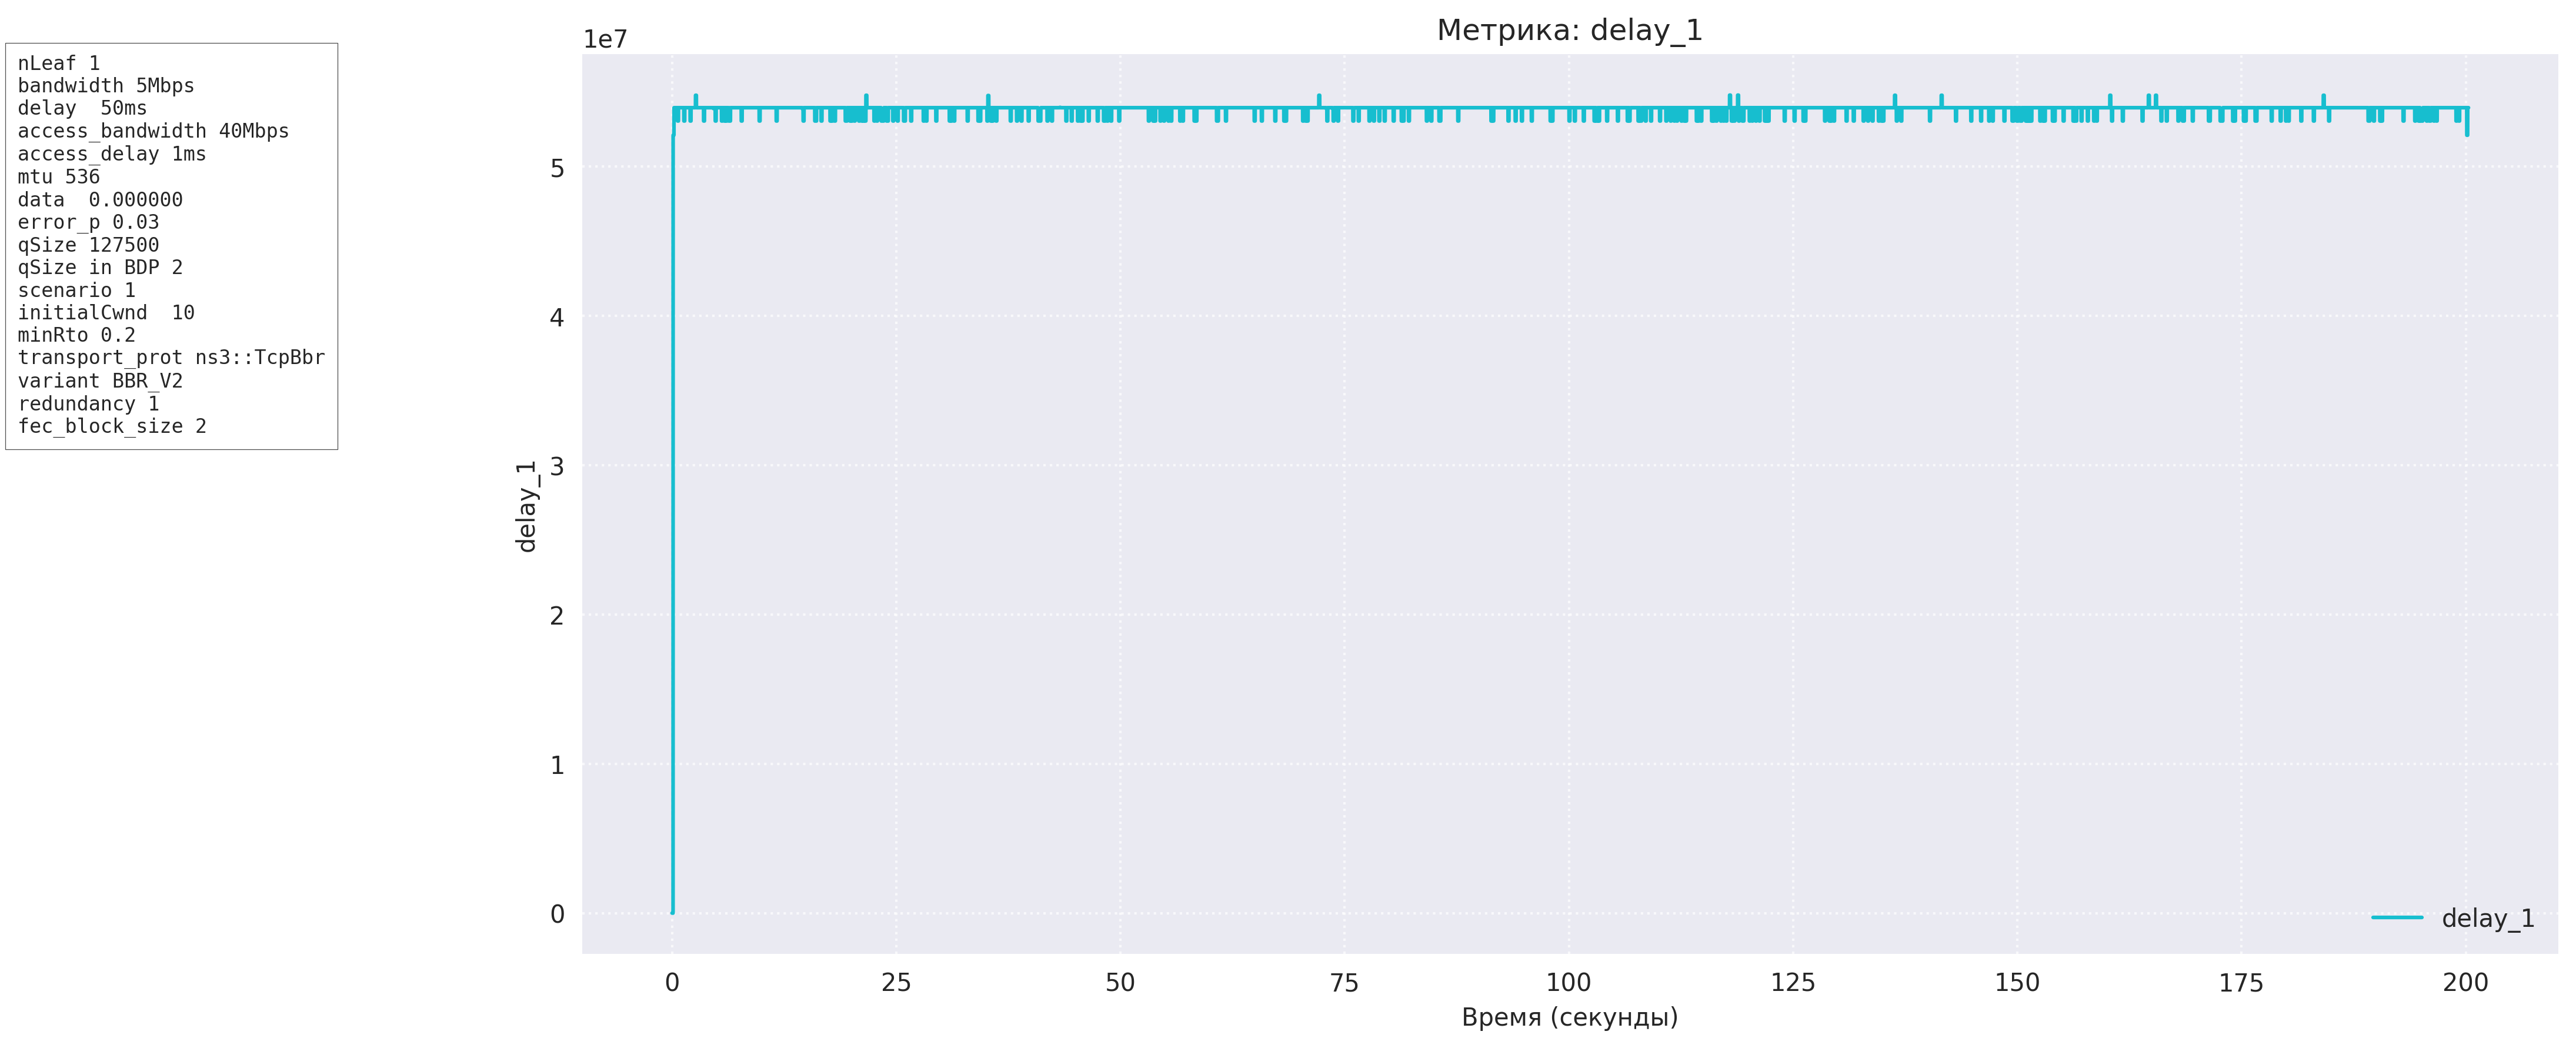 nLeaf 1
bandwidth 5Mbps
delay  50ms
access_bandwidth 40Mbps
access_delay 1ms
mtu 536
data  0.000000
error_p 0.03
qSize 127500
qSize in BDP 2
scenario 1
initialCwnd  10
minRto 0.2
transport_prot ns3::TcpBbr
variant BBR_V2
redundancy 1
fec_block_size 2
Метрика: delay_1
1e7
5
4
3
2
1
0
delay_1
0 25 50 75 100 125 150 175 200
Время (секунды)
delay_1